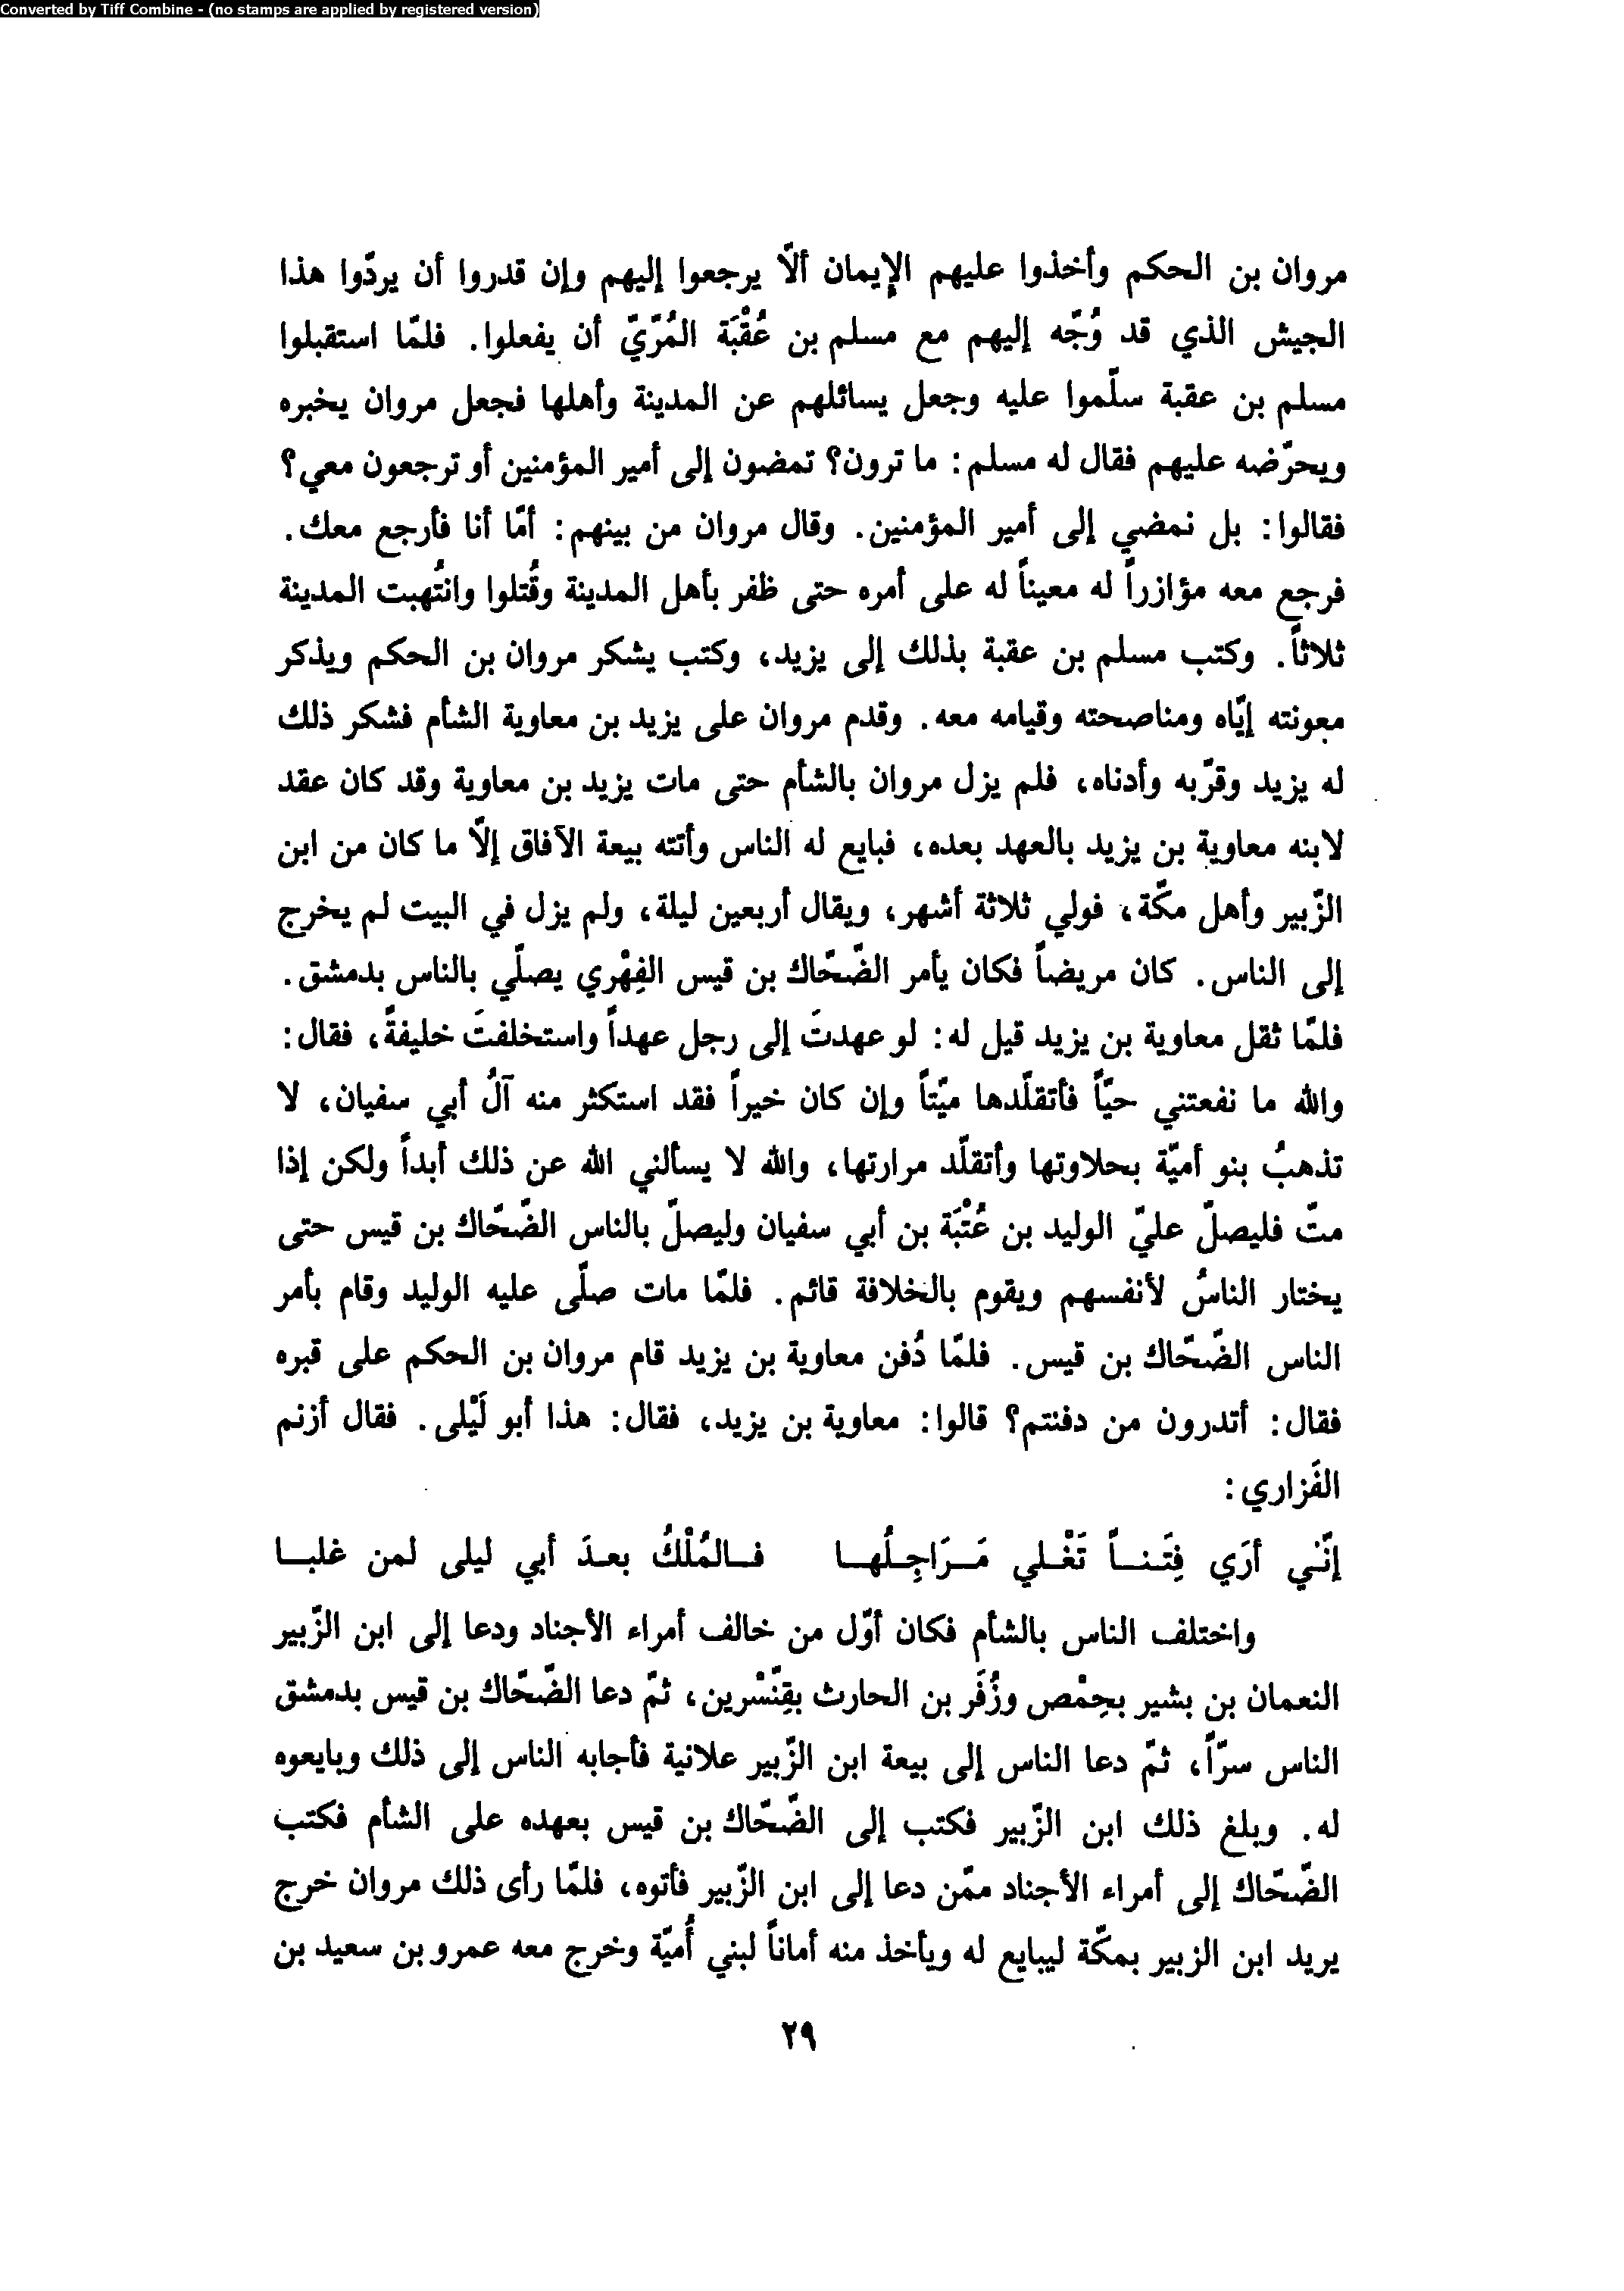 Converted by Tiff Combine - (no stamps are applied by registered version)
مروان بن الحكم وأخذوا عليهم الإيمان ألّا يرجعوا إليهم وإن قدروا أن يردّوا هذا
الجيش الذي قد وُجّه إليهم مع مسلم بن عُقْبَة المُرّيّ أن يفعلوا. فلمّا استقبلوا
مسلم بن عقبة سلّموا عليه وجعل يسائلهم عن المدينة وأهلها فجعل مروان يخبره
ويحرّضه عليهم فقال له مسلم: ما ترون؟ تمضون إلى أمير المؤمنين أو ترجعون معي؟
فقالوا: بل نمضي إلى أمير المؤمنين. وقال مروان من بينهم: أمّا أنا فأرجع معك.
فرجع معه مؤازراً له معيناً له على أمره حتى ظفر بأهل المدينة وقُتلوا وانتُهبت المدينة
ثلاثاً. وكتب مسلم بن عقبة بذلك إلى يزيد، وكتب يشكر مروان بن الحكم ويذكر
معونته إيّاه ومناصحته وقيامه معه. وقدم مروان على يزيد بن معاوية الشأم فشكر ذلك
له يزيد وقرّبه وأدناه، فلم يزل مروان بالشأم حتى مات يزيد بن معاوية وقد كان عقد
لابنه معاوية بن يزيد بالعهد بعده، فبايع له الناس وأتته بيعة الآفاق إلّا ما كان من ابن
الزّبير وأهل مكّة، فولي ثلاثة أشهر، ويقال أربعين ليلة، ولم يزل في البيت لم يخرج
إلى الناس. كان مريضاً فكان يأمر الضّحّاك بن قيس الفِهْري يصلّي بالناس بدمشق.
فلمّا ثقل معاوية بن يزيد قيل له: لو عهدتَ إلى رجل عهداً واستخلفتَ خليفةً، فقال:
والله ما نفعتني حيّاً فأتقلّدها ميّتاً وإن كان خيراً فقد استكثر منه آلُ أبي سفيان، لا
تذهبُ بنو أميّة بحلاوتها وأتقلّد مرارتها، والله لا يسألني الله عن ذلك أبداً ولكن إذا
متّ فليصلّ عليّ الوليد بن عُتْبَة بن أبي سفيان وليصلّ بالناس الضّحّاك بن قيس حتى
يختار الناسُ لأنفسهم ويقوم بالخلافة قائم. فلمّا مات صلّى عليه الوليد وقام بأمر
الناس الضّحّاك بن قيس. فلمّا دُفن معاوية بن يزيد قام مروان بن الحكم على قبره
فقال: أتدرون من دفنتم؟ قالوا: معاوية بن يزيد، فقال: هذا أبو لَيْلى. فقال أزنم
الفَزاري:
إنّني أرَي فِتَنـــاً تَغْـلي مَـرَاجِـلُهـا فـالمُلْكُ بعـدَ أبي ليلى لمن غلبـا
واختلف الناس بالشأم فكان أوّل من خالف أمراء الأجناد ودعا إلى ابن الزّبير
النعمان بن بشير بحِمْص وزُفَر بن الحارث بقِنّسْرين، ثمّ دعا الضّحّاك بن قيس بدمشق
الناس سرّاً، ثمّ دعا الناس إلى بيعة ابن الزّبير علانية فأجابه الناس إلى ذلك وبايعوه
له. وبلغ ذلك ابن الزّبير فكتب إلى الضّحّاك بن قيس بعهده على الشأم فكتب
الضّحّاك إلى أمراء الأجناد ممّن دعا إلى ابن الزّبير فأتوه، فلمّا رأى ذلك مروان خرج
يريد ابن الزبير بمكّة ليبايع له ويأخذ منه أماناً لبني أُميّة وخرج معه عمرو بن سعيد بن
٢٩